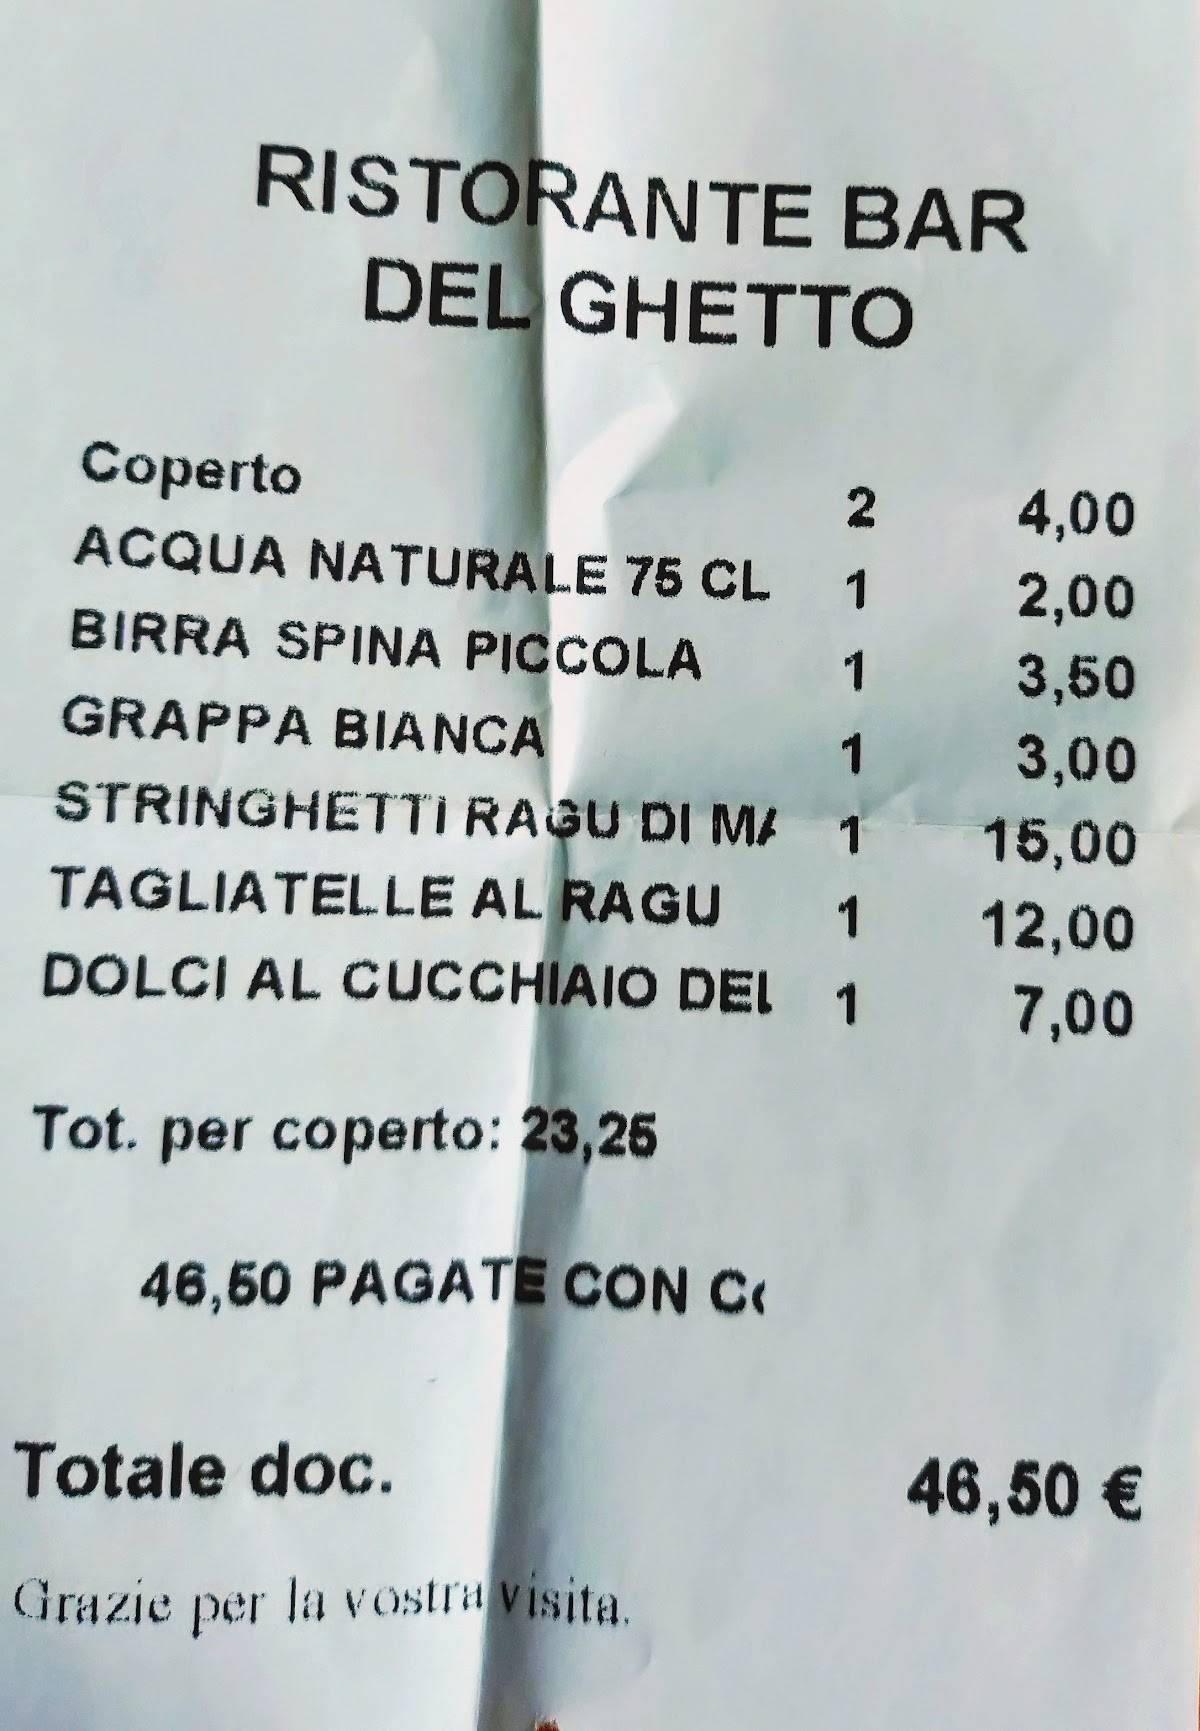 RISTORANTE BAR
DEL GHETTO
Coperto 2 4,00
ACQUA NATURALE 75 CL 1 2,00
BIRRA SPINA PICCOLA 1 3,50
GRAPPA BIANCA 1 3,00
STRINGHETTI RAGU DI MA 1 15,00
TAGLIATELLE AL RAGU 1 12,00
DOLCI AL CUCCHIAIO DEL 1 7,00
Tot. per coperto: 23,25
46,50 PAGATE CON
Totale doc. 46,50 €
Grazie per la vostra visita.